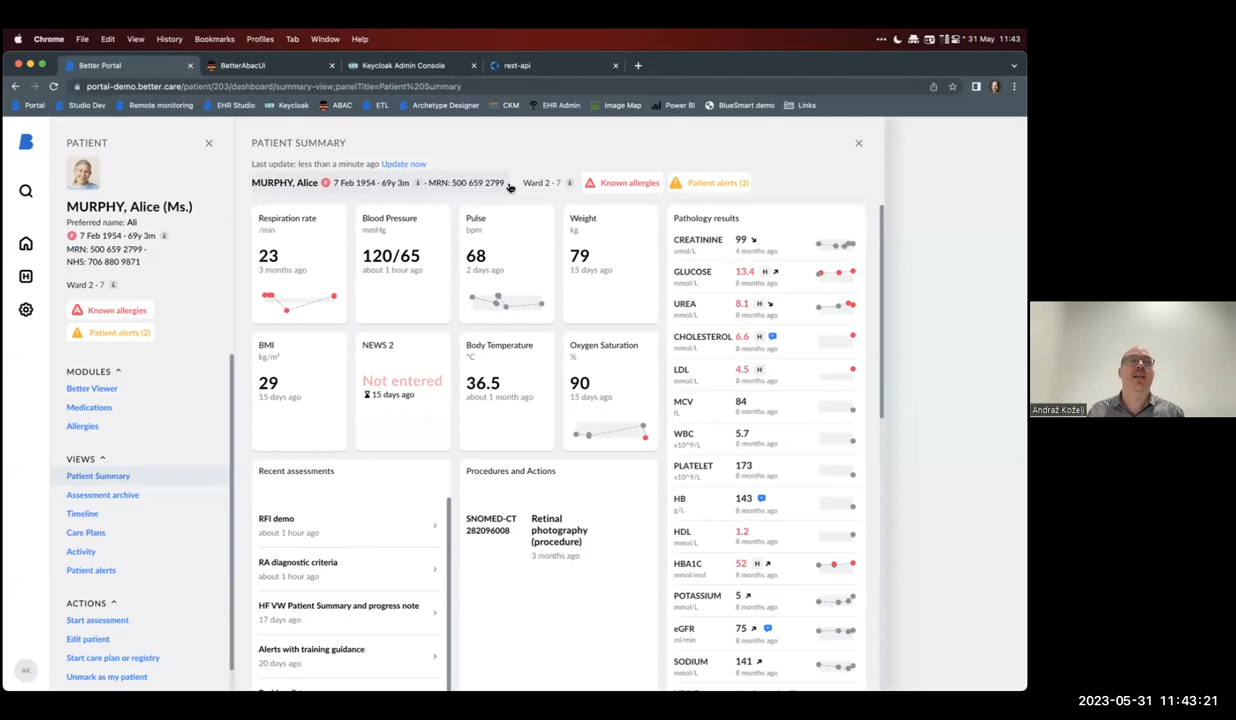 Chrome File Edit View History Bookmarks Profiles Tab Window Help
31 May 11:43
Better Portal
BetterAbacUi
Keycloak Admin Console
rest-api
portal-demo.better.care/patient/203/dashboard/summary-view;panelTitle=Patient%20Summary
Portal Studio Dev Remote monitoring EHR Studio Keycloak ABAC ETL Archetype Designer CKM EHR Admin Image Map Power BI BlueSmart demo Links
PATIENT
MURPHY, Alice (Ms.)
Preferred name: Ali
F 7 Feb 1954 · 69y 3m
MRN: 500 659 2799 ·
NHS: 706 880 9871
Ward 2 · 7
Known allergies
Patient alerts (2)
MODULES
Better Viewer
Medications
Allergies
VIEWS
Patient Summary
Assessment archive
Timeline
Care Plans
Activity
Patient alerts
ACTIONS
Start assessment
Edit patient
Start care plan or registry
Unmark as my patient
AK
PATIENT SUMMARY
Last update: less than a minute ago Update now
MURPHY, Alice F 7 Feb 1954 · 69y 3m · MRN: 500 659 2799 Ward 2 · 7 Known allergies Patient alerts (2)
Respiration rate
/min
23
3 months ago
Blood Pressure
mmHg
120/65
about 1 hour ago
Pulse
bpm
68
2 days ago
Weight
kg
79
15 days ago
BMI
kg/m²
29
15 days ago
NEWS 2
Not entered
15 days ago
Body Temperature
°C
36.5
about 1 month ago
Oxygen Saturation
%
90
15 days ago
Recent assessments
RFI demo
about 1 hour ago
RA diagnostic criteria
about 1 hour ago
HF VW Patient Summary and progress note
17 days ago
Alerts with training guidance
20 days ago
Procedures and Actions
SNOMED-CT
282096008
Retinal
photography
(procedure)
3 months ago
Pathology results
CREATININE 99
umol/L 4 months ago
GLUCOSE 13.4 H
mmol/L 8 months ago
UREA 8.1 H
mmol/L 8 months ago
CHOLESTEROL 6.6 H
mmol/L 8 months ago
LDL 4.5 H
mmol/L 8 months ago
MCV 84
fL 8 months ago
WBC 5.7
x10^9/L 8 months ago
PLATELET 173
x10^9/L 8 months ago
HB 143
g/L 8 months ago
HDL 1.2
mmol/L 8 months ago
HBA1C 52 H
mmol/mol 8 months ago
POTASSIUM 5
mmol/L 8 months ago
eGFR 75
ml/min 8 months ago
SODIUM 141
mmol/L 8 months ago
Andraž Koželj
2023-05-31 11:43:21